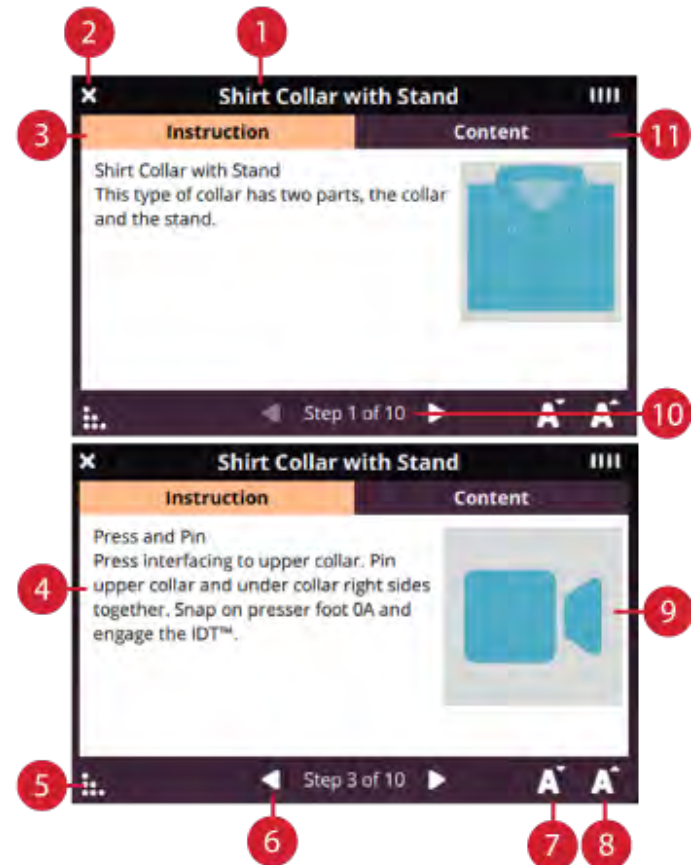 2
1
Shirt Collar with Stand
3
Instruction
Content
11
Shirt Collar with Stand
This type of collar has two parts, the collar
and the stand.
Step 1 of 10
A
A
10
Shirt Collar with Stand
Instruction
Content
Press and Pin
Press interfacing to upper collar. Pin
upper collar and under collar right sides
together. Snap on presser foot 0A and
engage the IDT™.
4
9
5
Step 3 of 10
A
A
6
7
8